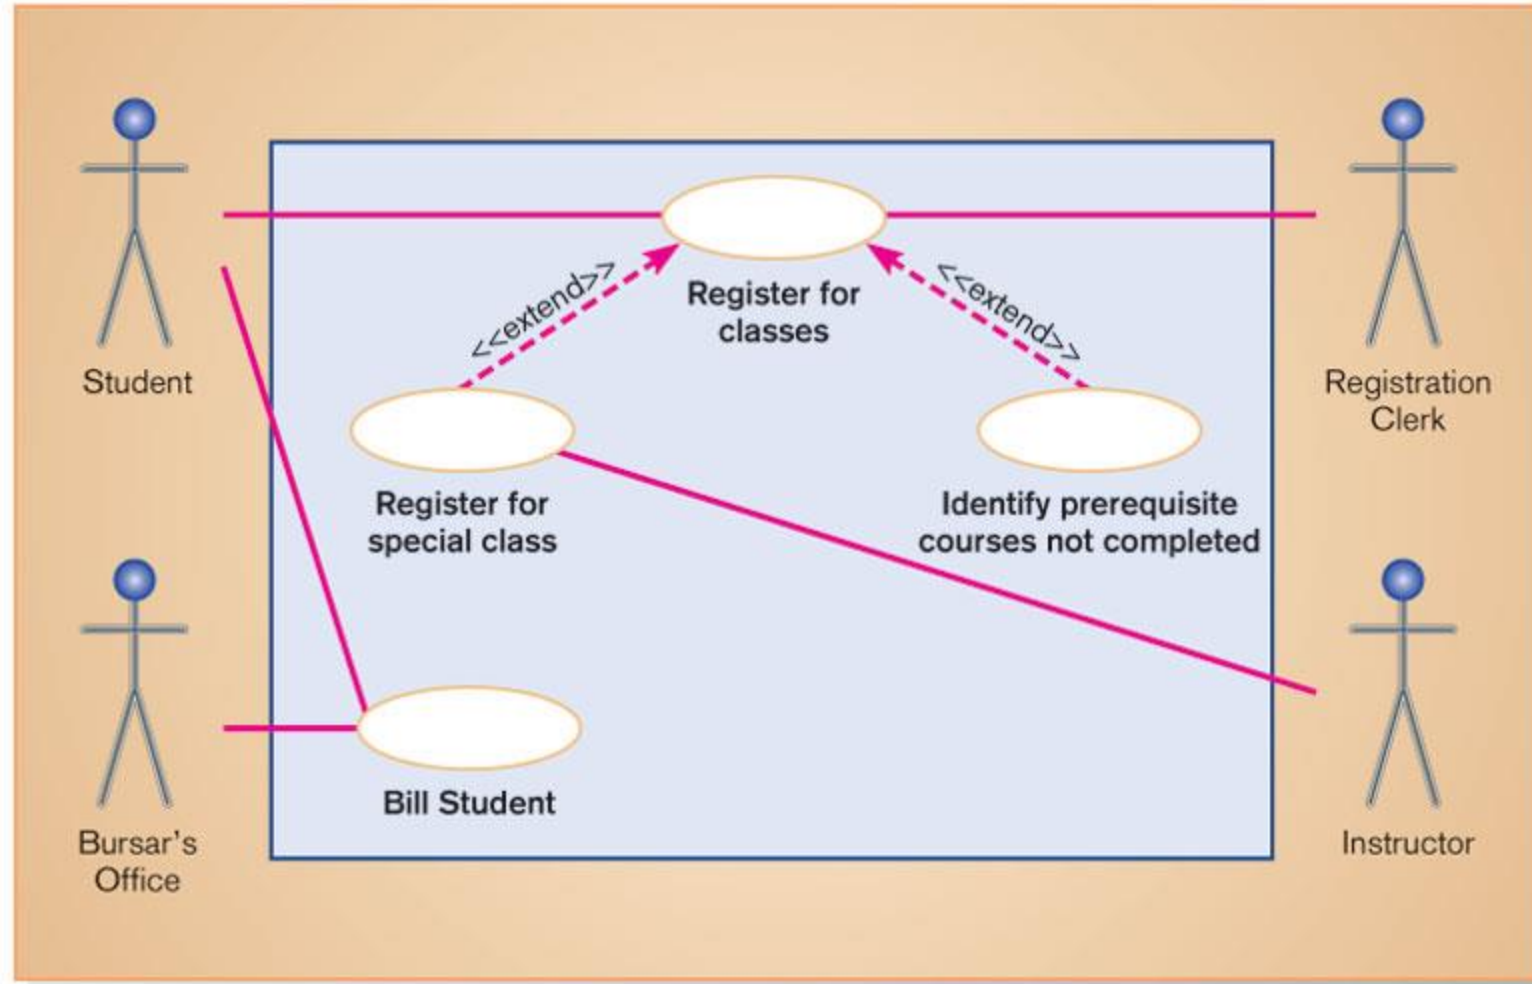 <<extend>>
<<extend>>
Register for
classes
Student
Registration
Clerk
Register for
special class
Identify prerequisite
courses not completed
Bill Student
Bursar's
Office
Instructor